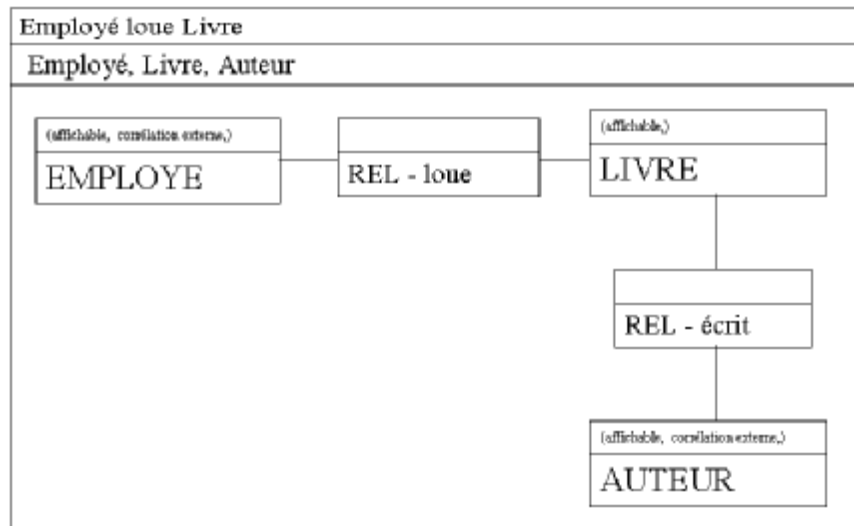 Employé loue Livre
Employé, Livre, Auteur
(affichable, corrélation externe,)
EMPLOYE
REL - loue
(affichable,)
LIVRE
REL - écrit
(affichable, corrélation externe,)
AUTEUR